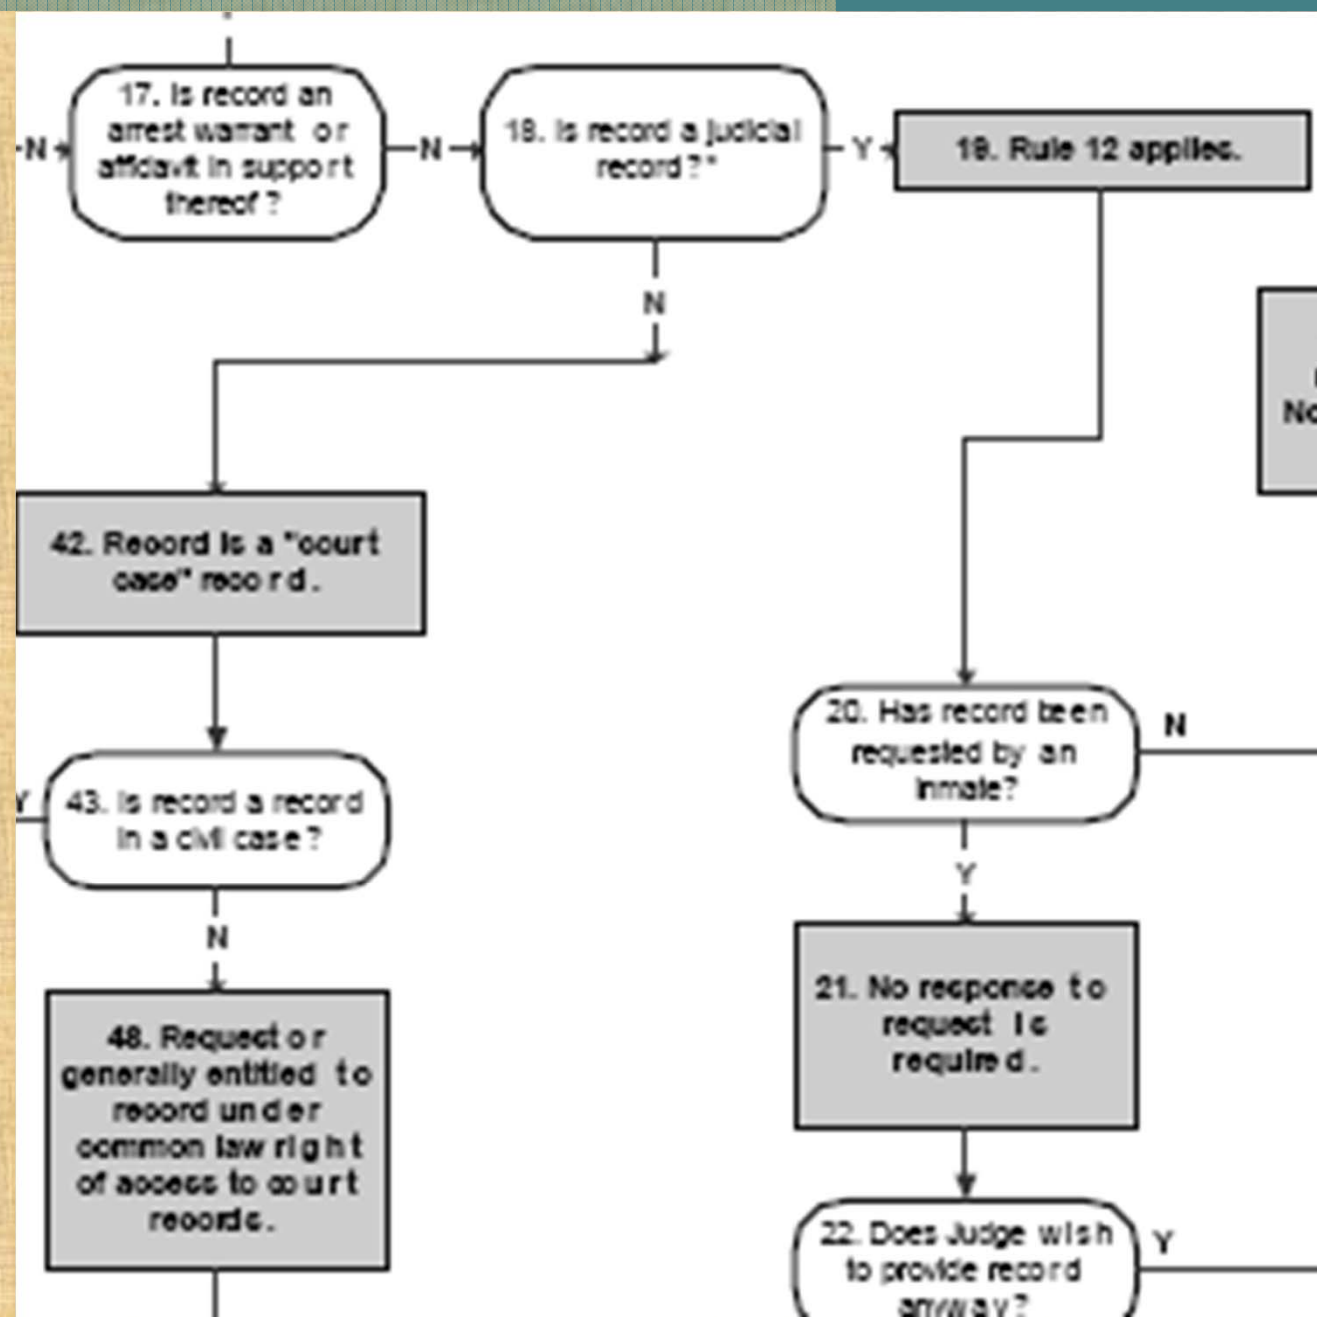 17. Is record an
arrest warrant or
affidavit in support
thereof?
N
N
18. Is record a judicial
record?*
Y
19. Rule 12 applies.
N
No
42. Record is a "court
case" record.
43. Is record a record
in a civil case?
Y
N
48. Requestor
generally entitled to
record under
common law right
of access to court
records.
20. Has record been
requested by an
inmate?
N
Y
21. No response to
request is
required.
22. Does Judge wish
to provide record
anyway?
Y